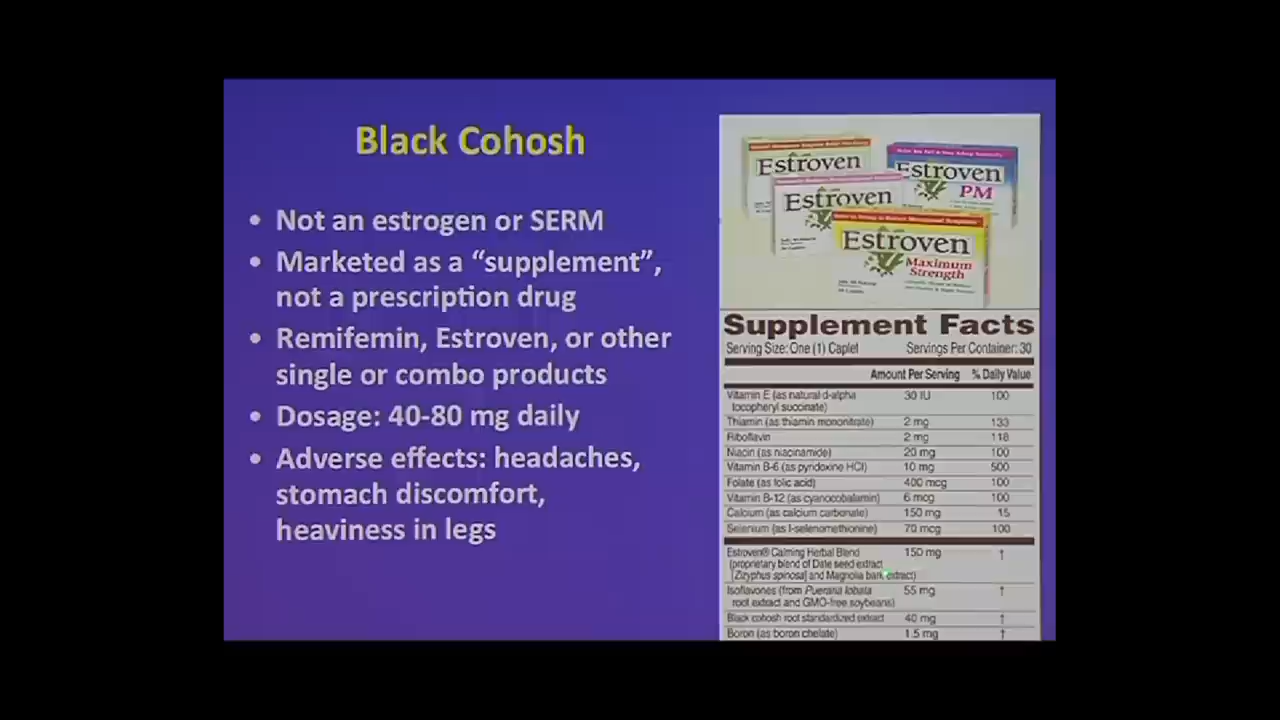 Black Cohosh
• Not an estrogen or SERM
• Marketed as a “supplement”,
not a prescription drug
• Remifemin, Estroven, or other
single or combo products
• Dosage: 40-80 mg daily
• Adverse effects: headaches,
stomach discomfort,
heaviness in legs
Estroven
Estroven
PM
Estroven
Estroven
Maximum
Strength
Supplement Facts
Serving Size: One (1) Caplet Servings Per Container: 30
Amount Per Serving % Daily Value
Vitamin E (as natural d-alpha 30 IU 100
tocopheryl succinate)
Thiamin (as thiamin mononitrate) 2 mg 133
Riboflavin 2 mg 118
Niacin (as niacinamide) 20 mg 100
Vitamin B-6 (as pyridoxine HCl) 10 mg 500
Folate (as folic acid) 400 mcg 100
Vitamin B-12 (as cyanocobalamin) 6 mcg 100
Calcium (as calcium carbonate) 150 mg 15
Selenium (as l-selenomethionine) 70 mcg 100
Estroven® Calming Herbal Blend 150 mg †
(proprietary blend of Date seed extract
[Zizyphus spinosa] and Magnolia bark extract)
Isoflavones (from Pueraria lobata 55 mg †
root extract and GMO-free soybeans)
Black cohosh root standardized extract 40 mg †
Boron (as boron chelate) 1.5 mg †